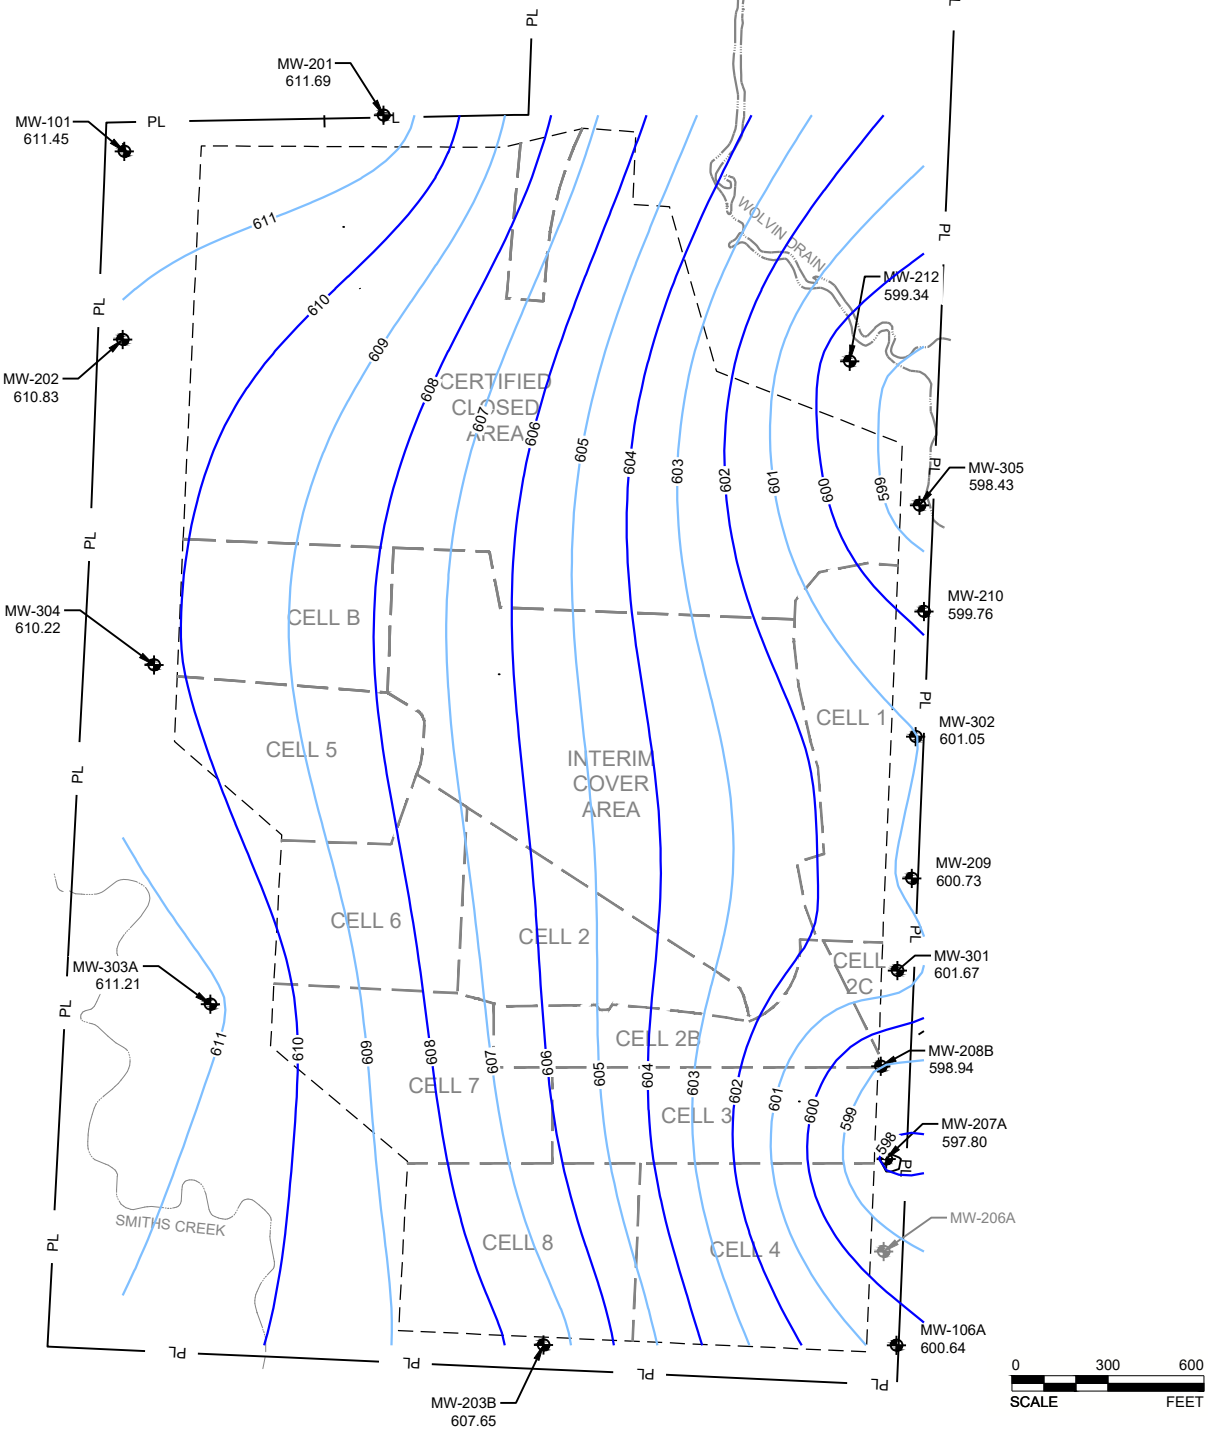 PL
PL
MW-201
611.69
MW-101
611.45
PL
PL
611
WOLVIN DRAIN
PL
MW-212
599.34
PL
610
609
MW-202
610.83
608
CERTIFIED
CLOSED
AREA
607
606
605
604
603
602
601
600
599
PL
MW-305
598.43
PL
MW-304
610.22
CELL B
MW-210
599.76
PL
CELL 1
MW-302
601.05
CELL 5
INTERIM
COVER
AREA
PL
MW-209
600.73
CELL 6
CELL 2
PL
MW-301
601.67
CELL
2C
MW-303A
611.21
PL
611
610
609
608
607
606
605
604
603
602
601
600
599
598
CELL 2B
MW-208B
598.94
CELL 7
CELL 3
MW-207A
597.80
PL
SMITHS CREEK
MW-206A
PL
CELL 8
CELL 4
MW-106A
600.64
PL
PL
PL
PL
MW-203B
607.65
0 300 600
SCALE FEET